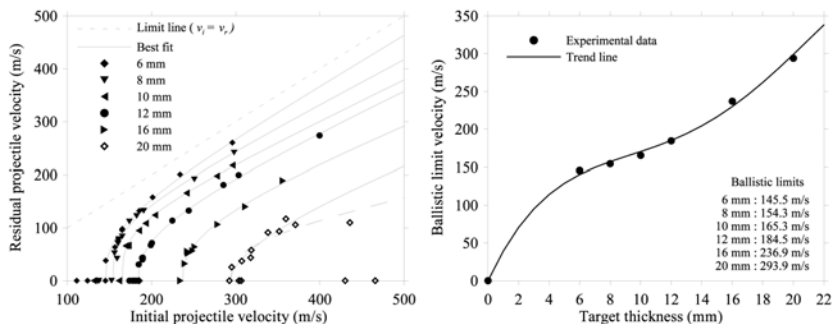 500
400
300
200
100
0
Residual projectile velocity (m/s)
Limit line ( vi = vr )
Best fit
6 mm
8 mm
10 mm
12 mm
16 mm
20 mm
100 200 300 400 500
Initial projectile velocity (m/s)
350
300
250
200
150
100
50
0
Ballistic limit velocity (m/s)
Experimental data
Trend line
Ballistic limits
6 mm : 145.5 m/s
8 mm : 154.3 m/s
10 mm : 165.3 m/s
12 mm : 184.5 m/s
16 mm : 236.9 m/s
20 mm : 293.9 m/s
0 2 4 6 8 10 12 14 16 18 20 22
Target thickness (mm)